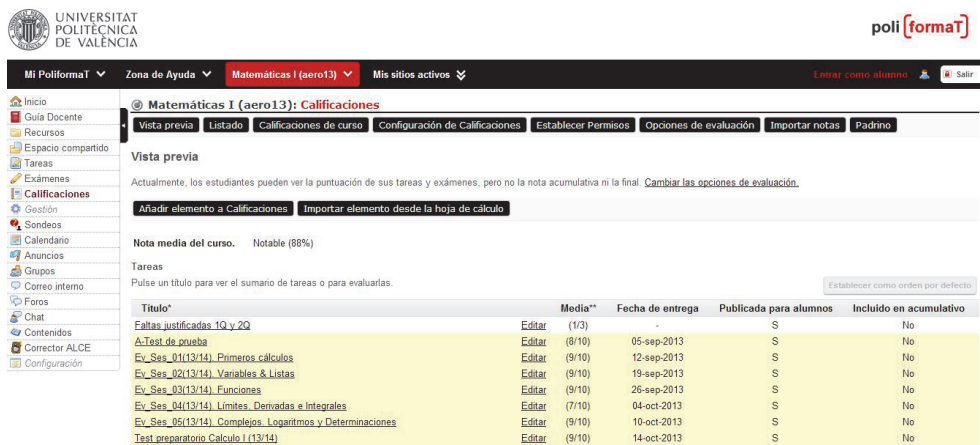 UNIVERSITAT
POLITÈCNICA
DE VALÈNCIA
poli [formaT]
Mi PoliformaT Zona de Ayuda Matemáticas I (aero13) Mis sitios activos Entrar como alumno Salir
Inicio
Guía Docente
Recursos
Espacio compartido
Tareas
Exámenes
Calificaciones
Gestión
Sondeos
Calendario
Anuncios
Grupos
Correo interno
Foros
Chat
Contenidos
Corrector ALCE
Configuración
Matemáticas I (aero13): Calificaciones
Vista previa Listado Calificaciones de curso Configuración de Calificaciones Establecer Permisos Opciones de evaluación Importar notas Padrino
Vista previa
Actualmente, los estudiantes pueden ver la puntuación de sus tareas y exámenes, pero no la nota acumulativa ni la final. Cambiar las opciones de evaluación.
Añadir elemento a Calificaciones Importar elemento desde la hoja de cálculo
Nota media del curso. Notable (88%)
Tareas
Pulse un título para ver el sumario de tareas o para evaluarlas. Establecer como orden por defecto
Título* Media** Fecha de entrega Publicada para alumnos Incluido en acumulativo
Faltas justificadas 1Q y 2Q Editar (1/3) - S No
A-Test de prueba Editar (8/10) 05-sep-2013 S No
Ev_Ses_01(13/14). Primeros cálculos Editar (9/10) 12-sep-2013 S No
Ev_Ses_02(13/14). Variables & Listas Editar (9/10) 19-sep-2013 S No
Ev_Ses_03(13/14). Funciones Editar (9/10) 26-sep-2013 S No
Ev_Ses_04(13/14). Límites, Derivadas e Integrales Editar (7/10) 04-oct-2013 S No
Ev_Ses_05(13/14). Complejos. Logaritmos y Determinaciones Editar (9/10) 10-oct-2013 S No
Test preparatorio Calculo I (13/14) Editar (9/10) 14-oct-2013 S No